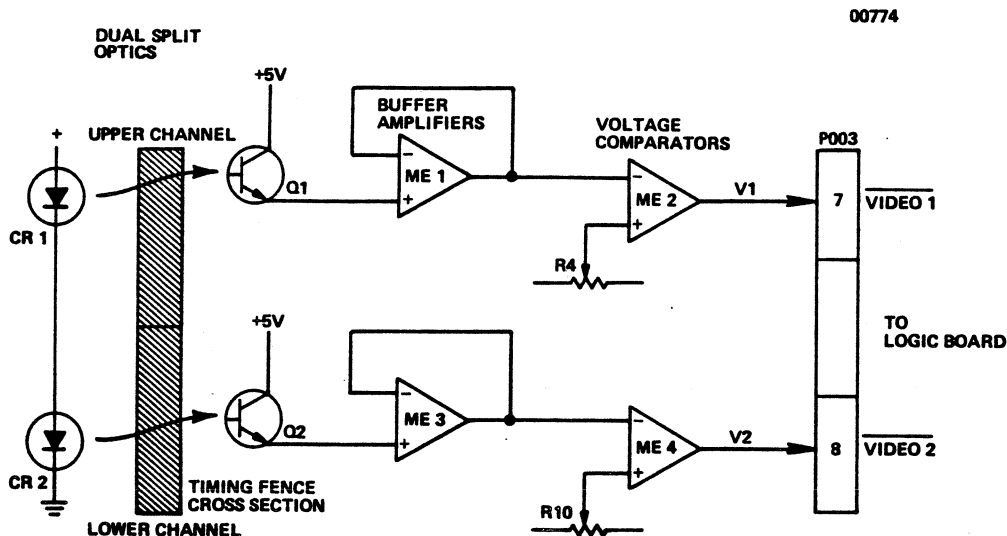 00774
DUAL SPLIT
OPTICS
+5V
+
UPPER CHANNEL
BUFFER
AMPLIFIERS
VOLTAGE
COMPARATORS
P003
CR 1
Q1
-
ME 1
+
-
ME 2
+
V1
7
VIDEO 1
R4
+5V
TO
LOGIC BOARD
CR 2
Q2
-
ME 3
+
-
ME 4
+
V2
8
VIDEO 2
TIMING FENCE
CROSS SECTION
R10
LOWER CHANNEL